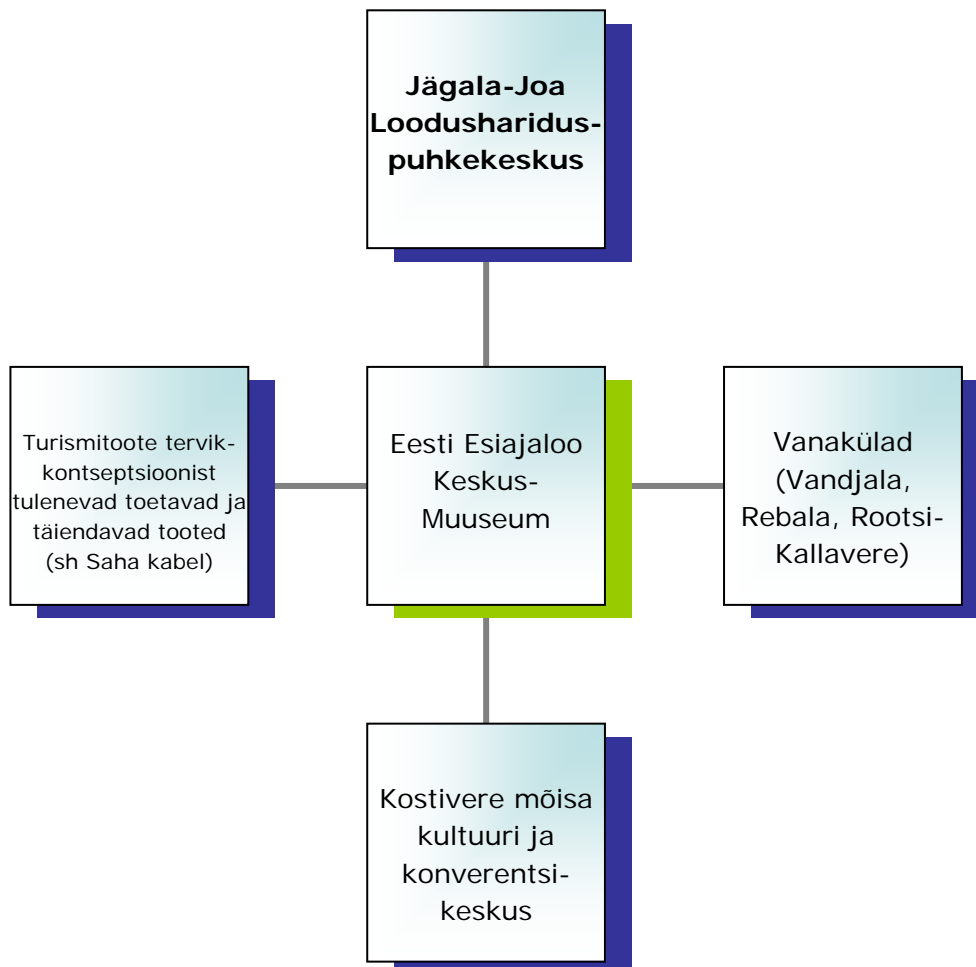 Jägala-Joa
Loodusharidus-
puhkekeskus
Turismitoote tervik-
kontseptsioonist
tulenevad toetavad ja
täiendavad tooted
(sh Saha kabel)
Eesti Esiajaloo
Keskus-
Muuseum
Vanakülad
(Vandjala,
Rebala, Rootsi-
Kallavere)
Kostivere mõisa
kultuuri ja
konverentsi-
keskus